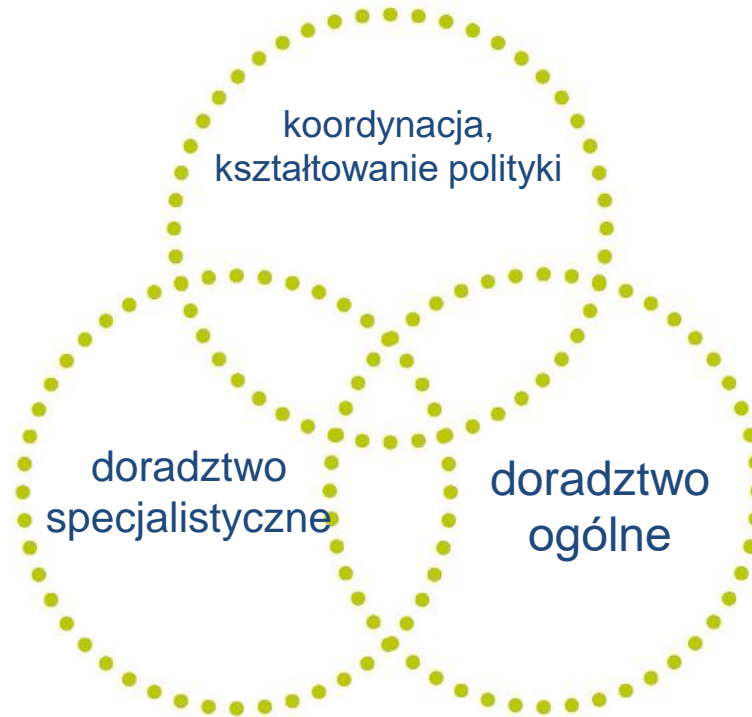 koordynacja,
kształtowanie polityki
doradztwo
specjalistyczne
doradztwo
ogólne